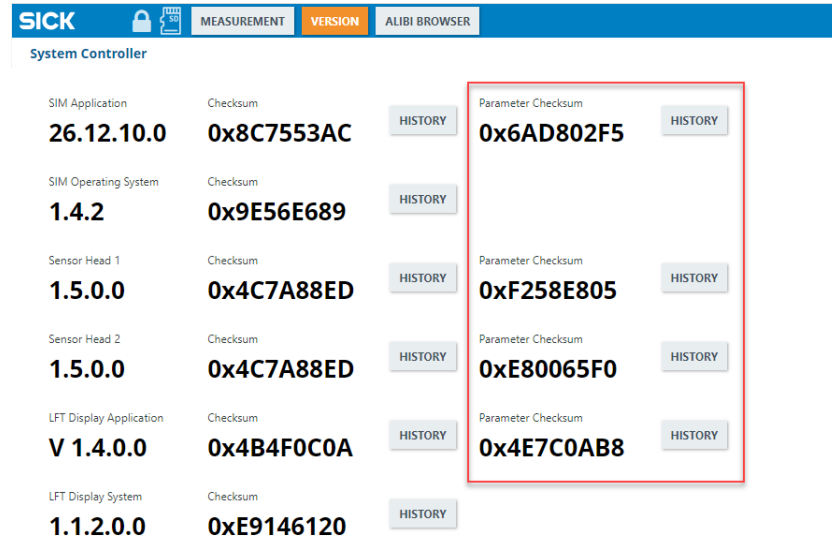 SICK SD MEASUREMENT VERSION ALIBI BROWSER
System Controller
SIM Application Checksum Parameter Checksum
26.12.10.0 0x8C7553AC HISTORY 0x6AD802F5 HISTORY
SIM Operating System Checksum
1.4.2 0x9E56E689 HISTORY
Sensor Head 1 Checksum Parameter Checksum
1.5.0.0 0x4C7A88ED HISTORY 0xF258E805 HISTORY
Sensor Head 2 Checksum Parameter Checksum
1.5.0.0 0x4C7A88ED HISTORY 0xE80065F0 HISTORY
LFT Display Application Checksum Parameter Checksum
V 1.4.0.0 0x4B4F0C0A HISTORY 0x4E7C0AB8 HISTORY
LFT Display System Checksum
1.1.2.0.0 0xE9146120 HISTORY